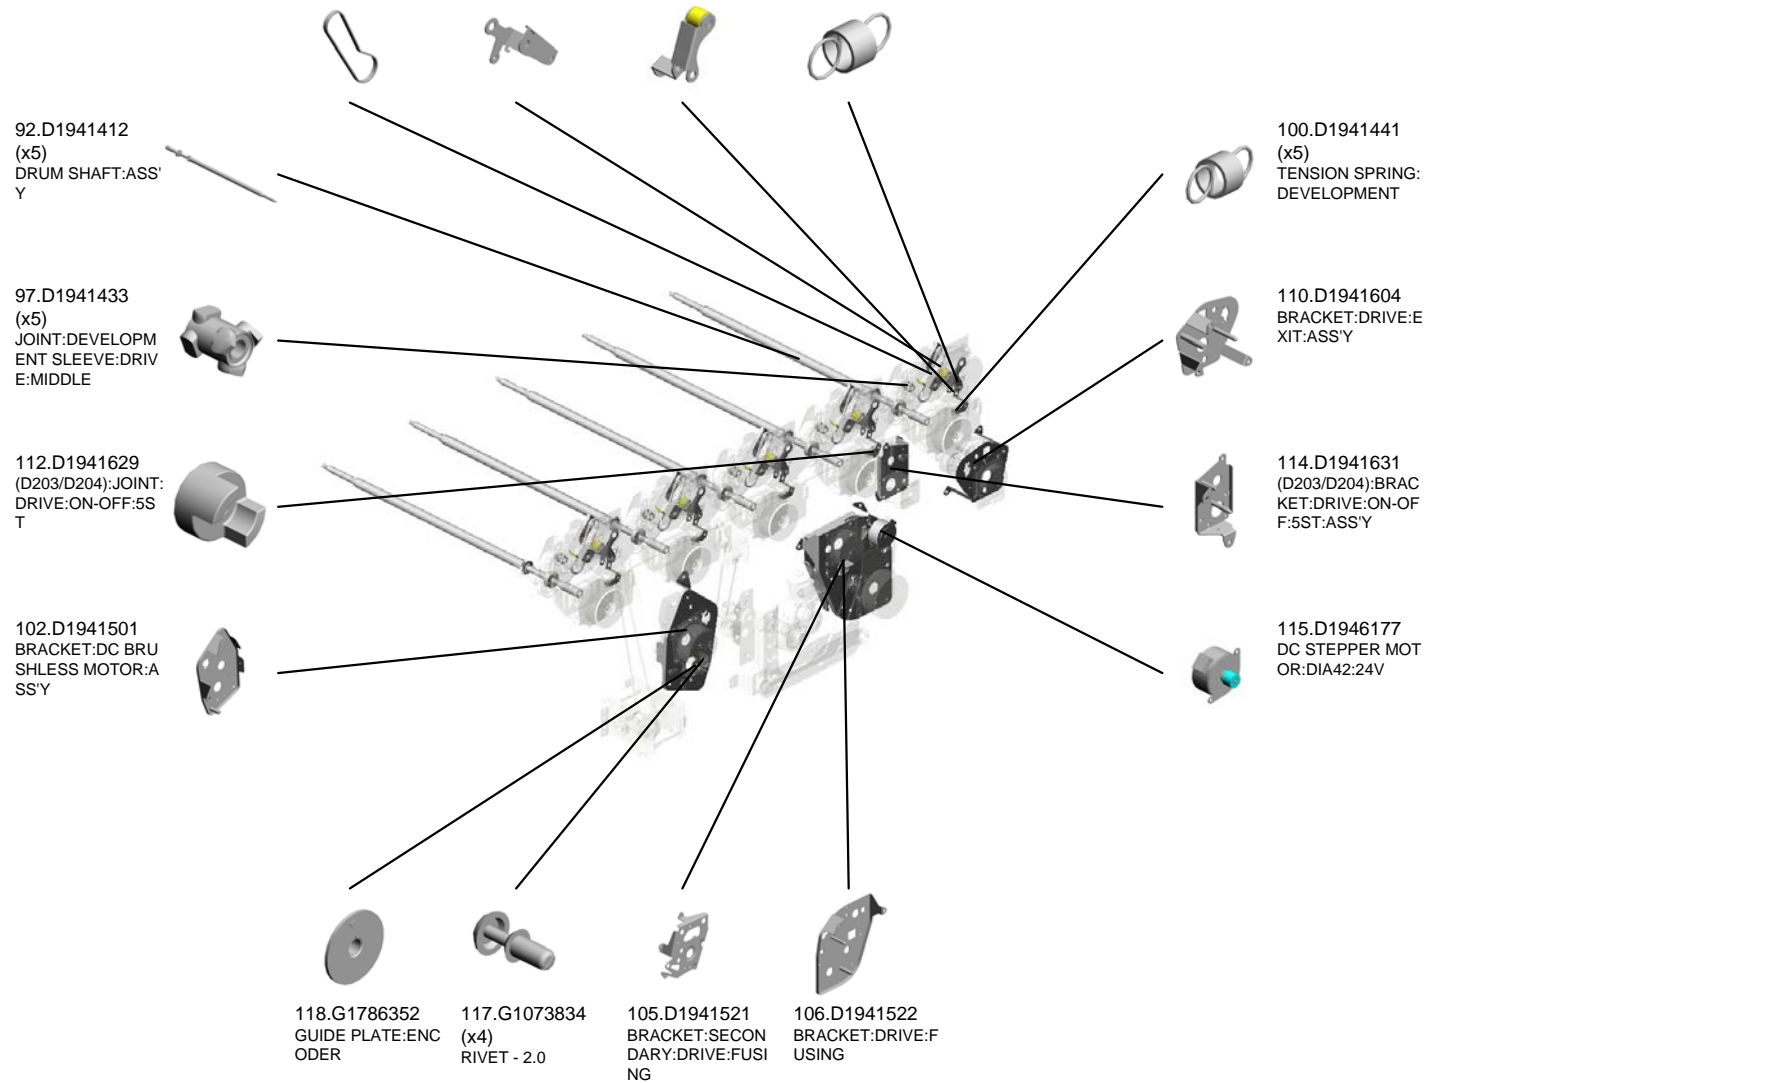 92.D1941412
(x5)
DRUM SHAFT:ASS'
Y
97.D1941433
(x5)
JOINT:DEVELOPM
ENT SLEEVE:DRIV
E:MIDDLE
112.D1941629
(D203/D204):JOINT:
DRIVE:ON-OFF:5S
T
102.D1941501
BRACKET:DC BRU
SHLESS MOTOR:A
SS'Y
100.D1941441
(x5)
TENSION SPRING:
DEVELOPMENT
110.D1941604
BRACKET:DRIVE:E
XIT:ASS'Y
114.D1941631
(D203/D204):BRAC
KET:DRIVE:ON-OF
F:5ST:ASS'Y
115.D1946177
DC STEPPER MOT
OR:DIA42:24V
118.G1786352
GUIDE PLATE:ENC
ODER
117.G1073834
(x4)
RIVET - 2.0
105.D1941521
BRACKET:SECON
DARY:DRIVE:FUSI
NG
106.D1941522
BRACKET:DRIVE:F
USING